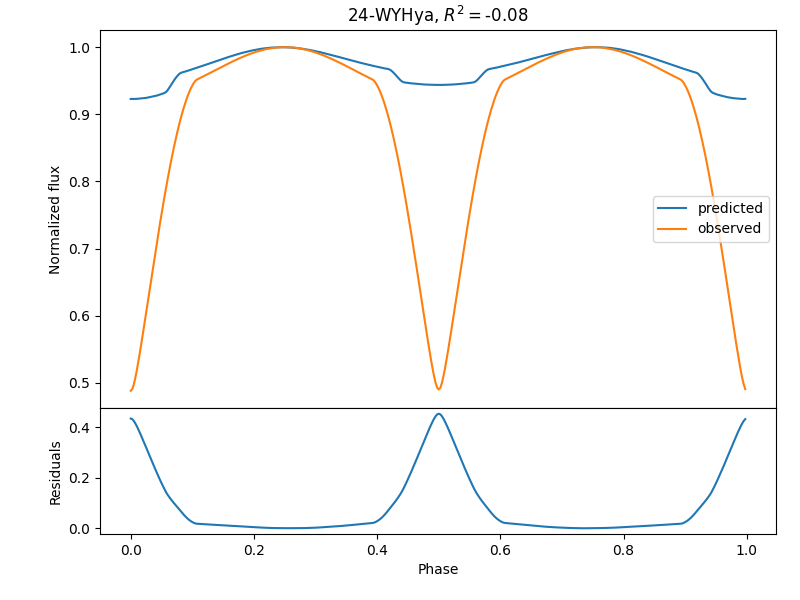 24-WYHya, R² = -0.08
1.0
0.9
0.8
0.7
0.6
0.5
Normalized flux
predicted
observed
0.4
0.2
0.0
Residuals
0.0 0.2 0.4 0.6 0.8 1.0
Phase